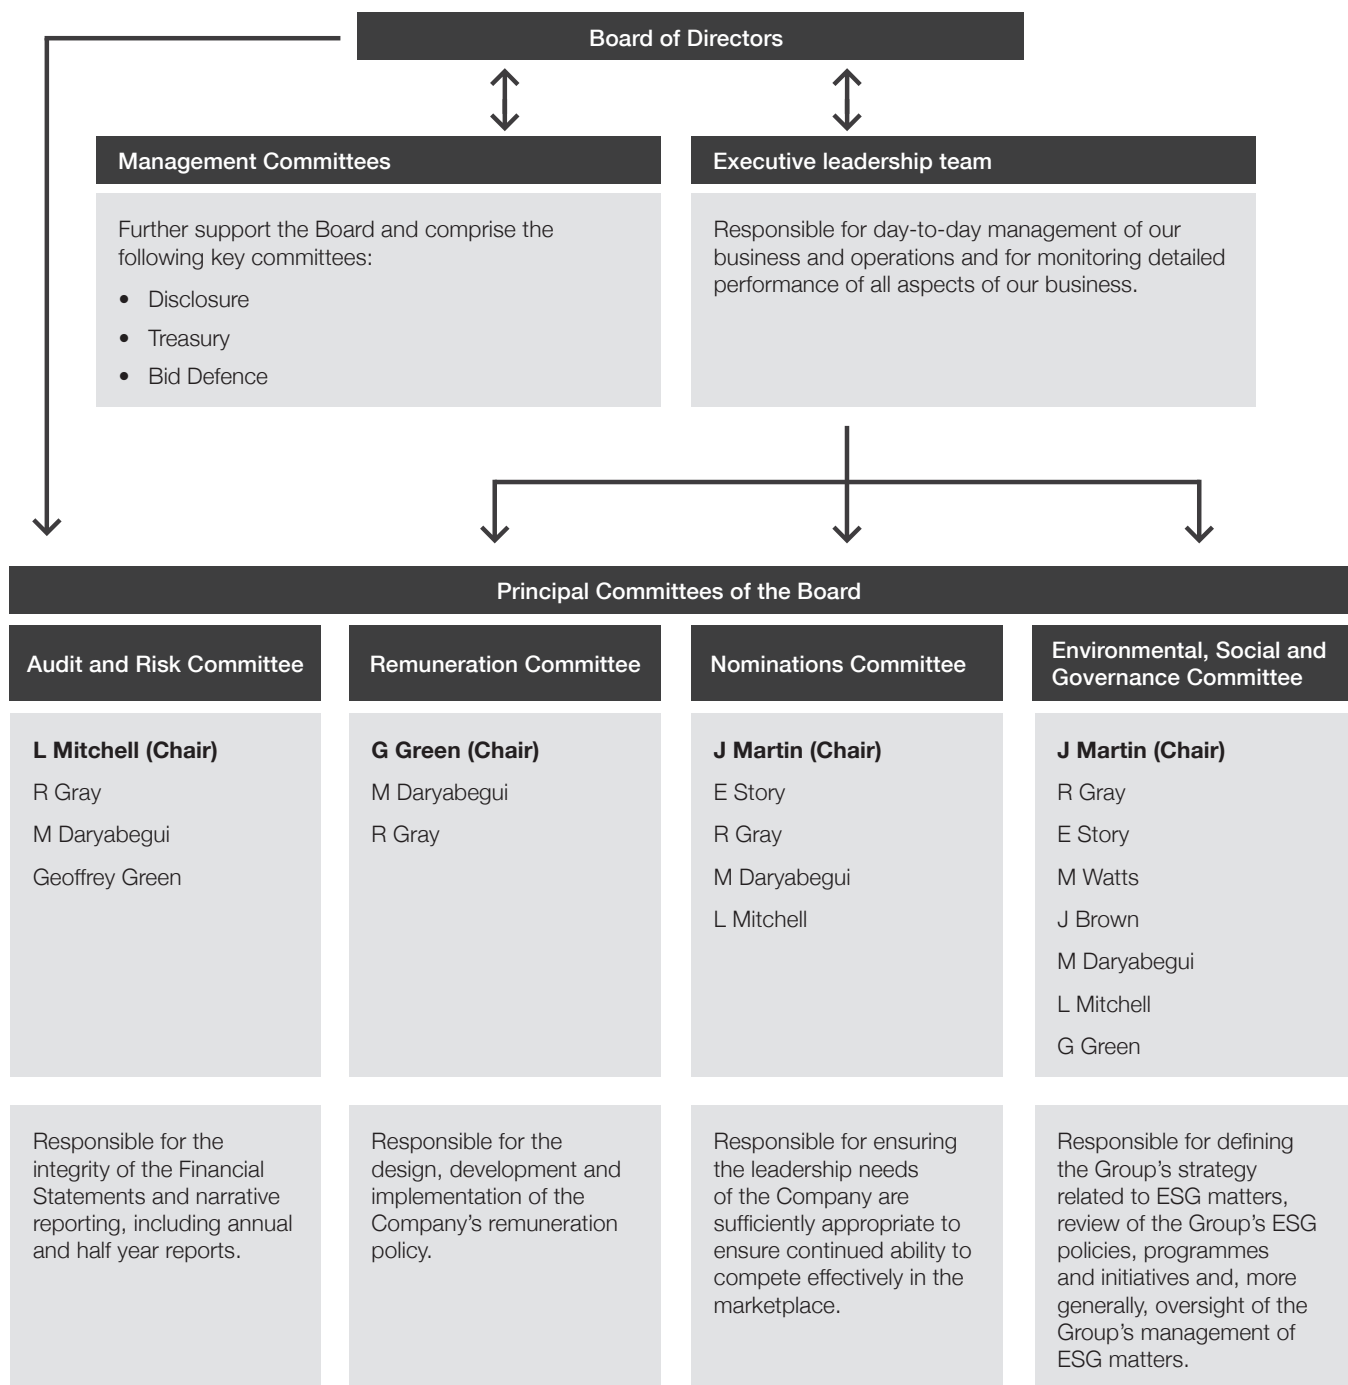 Board of Directors
Management Committees
Further support the Board and comprise the
following key committees:
• Disclosure
• Treasury
• Bid Defence
Executive leadership team
Responsible for day-to-day management of our
business and operations and for monitoring detailed
performance of all aspects of our business.
Principal Committees of the Board
Audit and Risk Committee
L Mitchell (Chair)
R Gray
M Daryabegui
Geoffrey Green
Responsible for the
integrity of the Financial
Statements and narrative
reporting, including annual
and half year reports.
Remuneration Committee
G Green (Chair)
M Daryabegui
R Gray
Responsible for the
design, development and
implementation of the
Company’s remuneration
policy.
Nominations Committee
J Martin (Chair)
E Story
R Gray
M Daryabegui
L Mitchell
Responsible for ensuring
the leadership needs
of the Company are
sufficiently appropriate to
ensure continued ability to
compete effectively in the
marketplace.
Environmental, Social and
Governance Committee
J Martin (Chair)
R Gray
E Story
M Watts
J Brown
M Daryabegui
L Mitchell
G Green
Responsible for defining
the Group’s strategy
related to ESG matters,
review of the Group’s ESG
policies, programmes
and initiatives and, more
generally, oversight of the
Group’s management of
ESG matters.